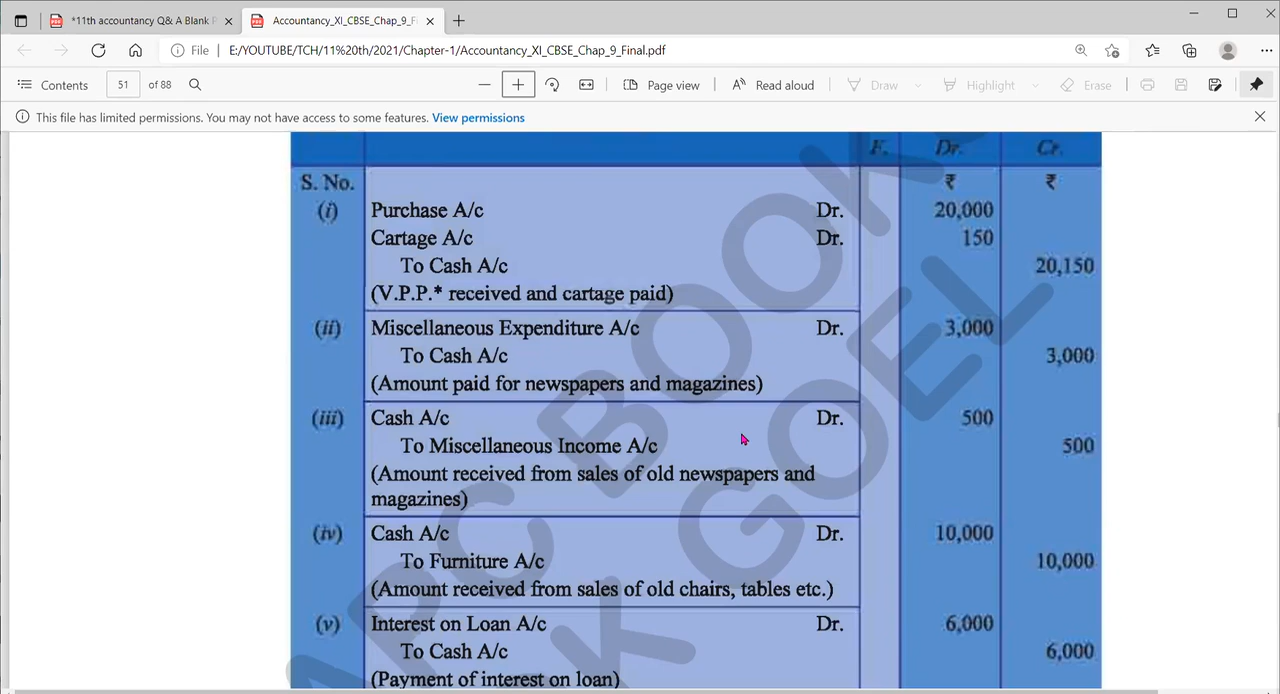 *11th accountancy Q& A Blank P
Accountancy_XI_CBSE_Chap_9_Fi
File E:/YOUTUBE/TCH/11%20th/2021/Chapter-1/Accountancy_XI_CBSE_Chap_9_Final.pdf
Contents 51 of 88 Page view Read aloud Draw Highlight Erase
This file has limited permissions. You may not have access to some features. View permissions
F. Dr. Cr.
S. No. ₹ ₹
(i) Purchase A/c Dr. 20,000
Cartage A/c Dr. 150
To Cash A/c 20,150
(V.P.P.* received and cartage paid)
(ii) Miscellaneous Expenditure A/c Dr. 3,000
To Cash A/c 3,000
(Amount paid for newspapers and magazines)
(iii) Cash A/c Dr. 500
To Miscellaneous Income A/c 500
(Amount received from sales of old newspapers and
magazines)
(iv) Cash A/c Dr. 10,000
To Furniture A/c 10,000
(Amount received from sales of old chairs, tables etc.)
(v) Interest on Loan A/c Dr. 6,000
To Cash A/c 6,000
(Payment of interest on loan)
APC BOOKS
K GOEL